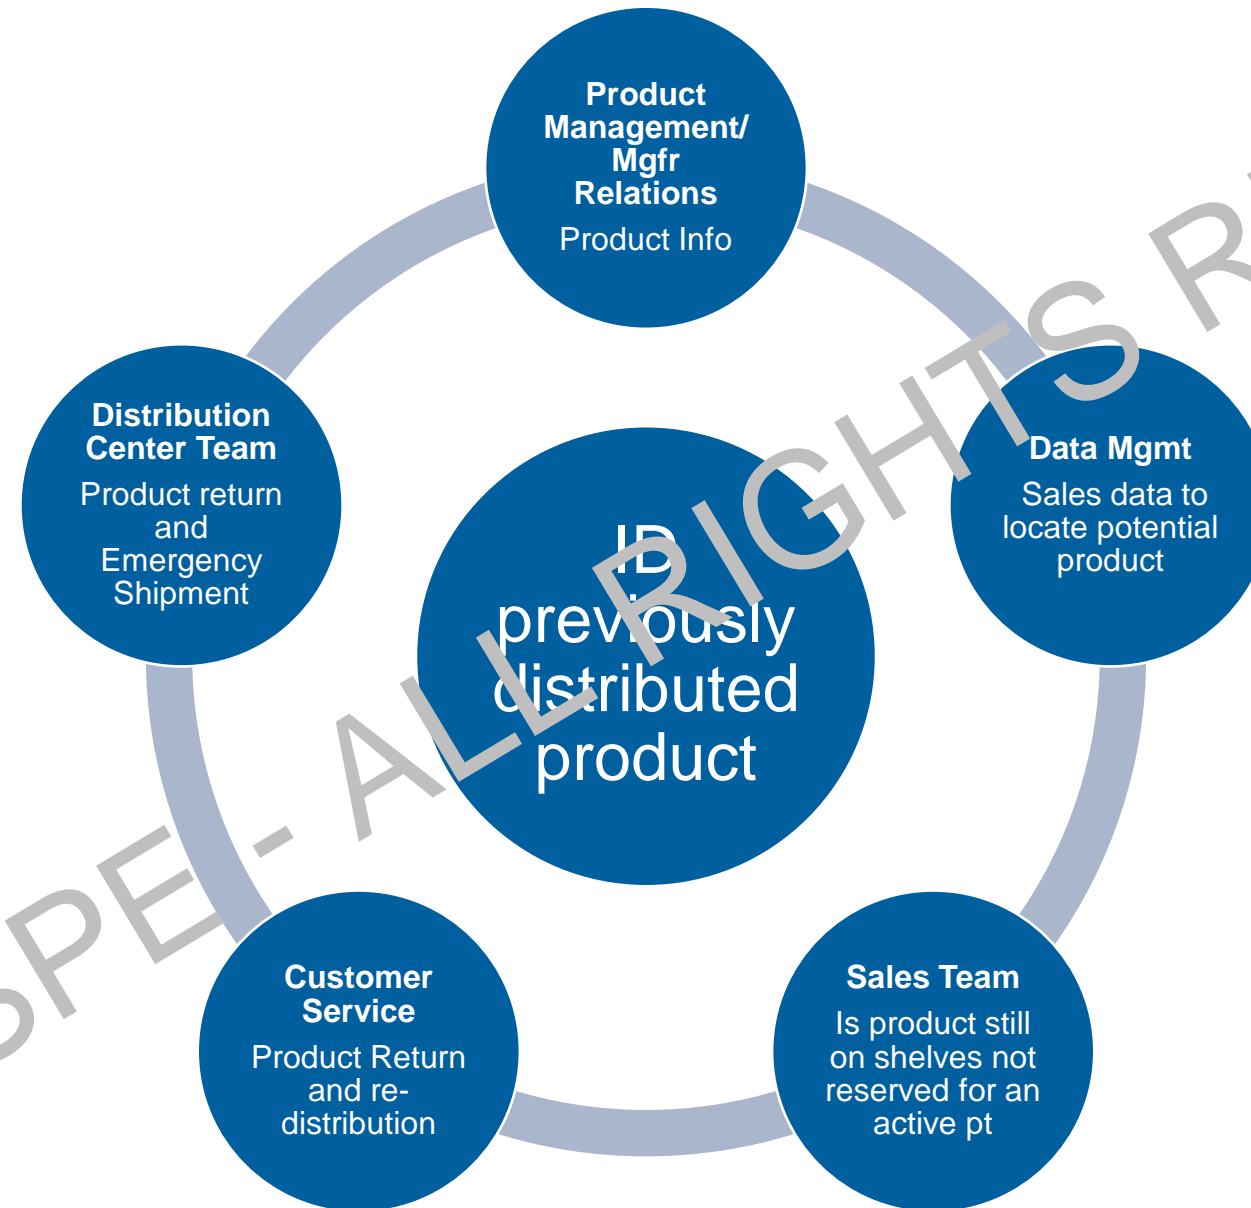 Product
Management/
Mgfr
Relations
Product Info
Data Mgmt
Sales data to
locate potential
product
Sales Team
Is product still
on shelves not
reserved for an
active pt
Customer
Service
Product Return
and re-
distribution
Distribution
Center Team
Product return
and
Emergency
Shipment
ID
previously
distributed
product
SPE - ALL RIGHTS R